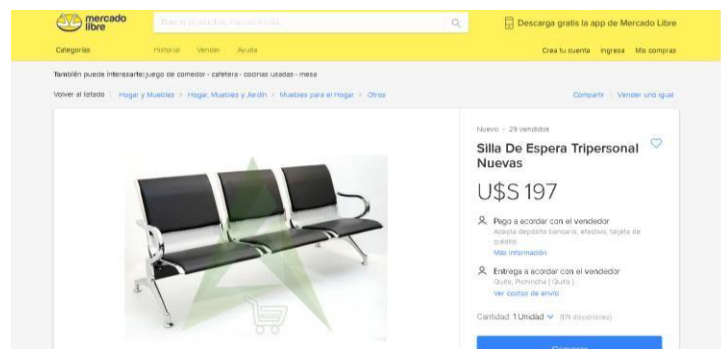 mercado
libre
Descarga gratis la app de Mercado Libre
Categorías Historial Vender Ayuda
Crea tu cuenta Ingresa Mis compras
También puede interesarte: juego de comedor - cafetera - cocinas usadas - mesa
Volver al listado Hogar y Muebles > Hogar, Muebles y Jardín > Muebles para el Hogar > Otros
Compartir Vender uno igual
Nuevo - 29 vendidos
Silla De Espera Tripersonal
Nuevas
U$S 197
Pago a acordar con el vendedor
Acepta depósito bancario, efectivo, tarjeta de
crédito.
Más información
Entrega a acordar con el vendedor
Quito, Pichincha ( Quito )
Ver costos de envío
Cantidad: 1 Unidad
Comprar